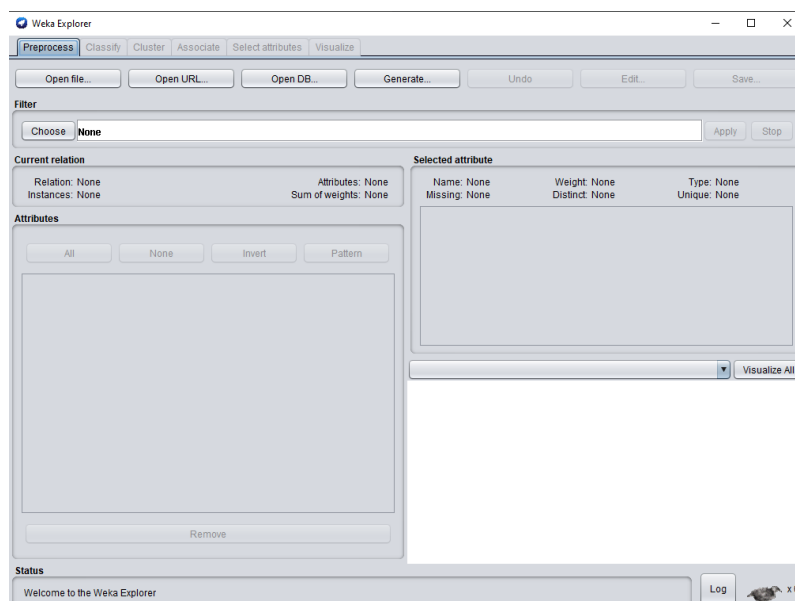 Weka Explorer
Preprocess Classify Cluster Associate Select attributes Visualize
Open file... Open URL... Open DB... Generate... Undo Edit... Save...
Filter
Choose None Apply Stop
Current relation
Relation: None Attributes: None
Instances: None Sum of weights: None
Selected attribute
Name: None Weight: None Type: None
Missing: None Distinct: None Unique: None
Attributes
All None Invert Pattern
Remove
Visualize All
Status
Welcome to the Weka Explorer
Log
x